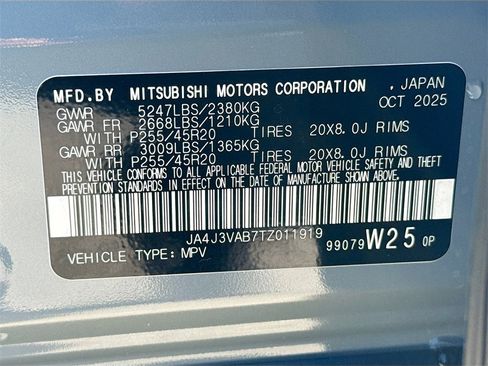 MFD.BY MITSUBISHI MOTORS CORPORATION , JAPAN
GVWR 5247LBS/2380KG OCT 2025
GAWR FR 2668LBS/1210KG
WITH P255/45R20 TIRES 20X8.0J RIMS
GAWR RR 3009LBS/1365KG
WITH P255/45R20 TIRES 20X8.0J RIMS
THIS VEHICLE CONFORMS TO ALL APPLICABLE FEDERAL MOTOR VEHICLE SAFETY AND THEFT
PREVENTION STANDARDS IN EFFECT ON THE DATE OF MANUFACTURE SHOWN ABOVE.
JA4J3VAB7TZ011919
99079 W25 0P
VEHICLE TYPE: MPV